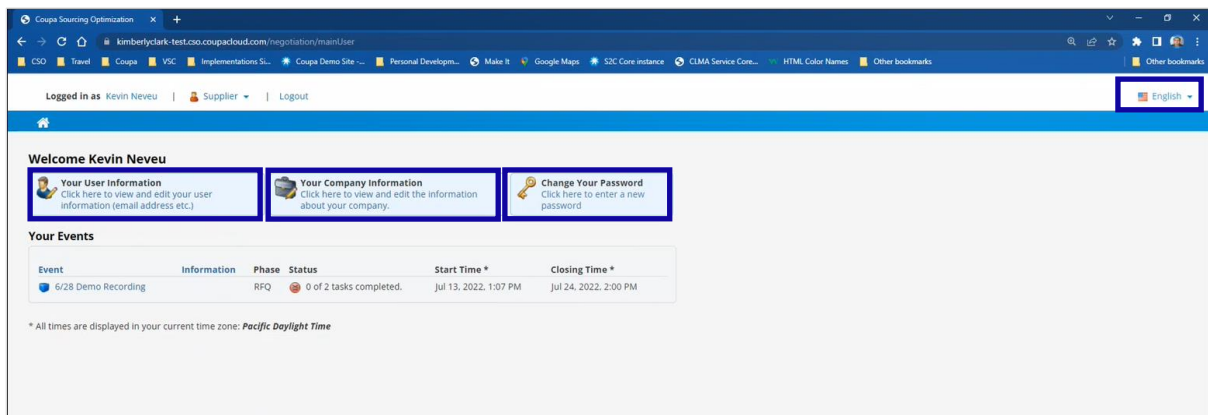 Coupa Sourcing Optimization
kimberlyclark-test.cso.coupacloud.com/negotiation/mainUser
CSO Travel Coupa VSC Implementations Si... Coupa Demo Site -... Personal Developm... Make It Google Maps S2C Core instance CLMA Service Core... HTML Color Names Other bookmarks Other bookmarks
Logged in as Kevin Neveu | Supplier | Logout English
Welcome Kevin Neveu
Your User Information
Click here to view and edit your user
information (email address etc.)
Your Company Information
Click here to view and edit the information
about your company.
Change Your Password
Click here to enter a new
password
Your Events
Event Information Phase Status Start Time * Closing Time *
6/28 Demo Recording RFQ 0 of 2 tasks completed. Jul 13, 2022, 1:07 PM Jul 24, 2022, 2:00 PM
* All times are displayed in your current time zone: Pacific Daylight Time